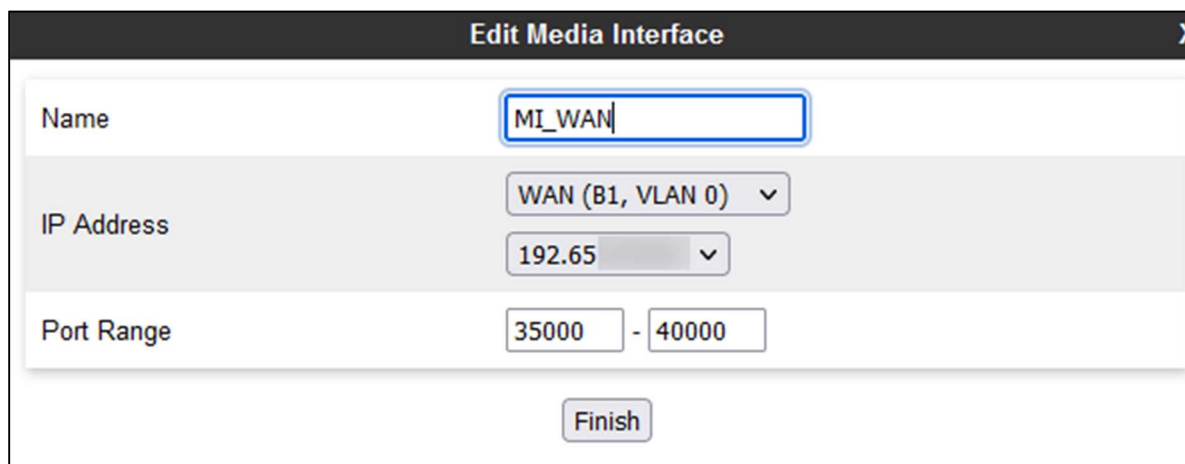 Edit Media Interface X
Name MI_WAN
IP Address WAN (B1, VLAN 0)
192.65
Port Range 35000 - 40000
Finish